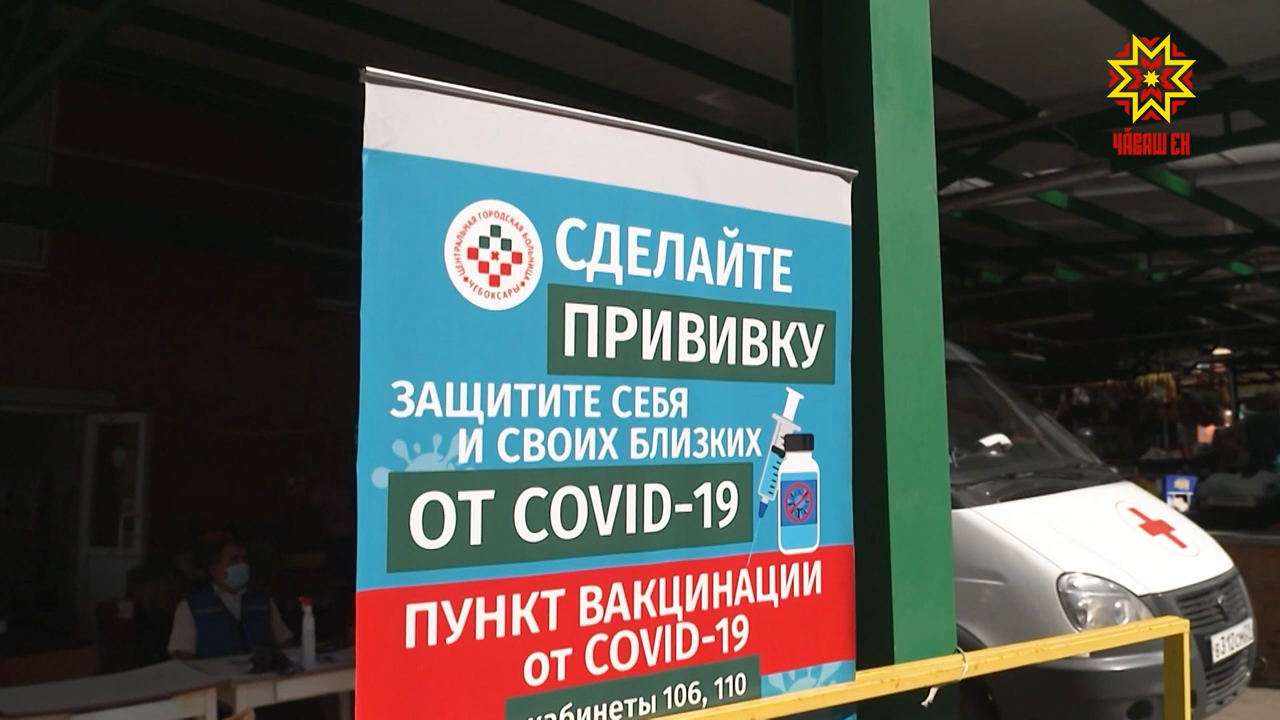 ЧӐВАШ ЕН
ЦЕНТРАЛЬНАЯ ГОРОДСКАЯ БОЛЬНИЦА
ЧЕБОКСАРЫ
СДЕЛАЙТЕ
ПРИВИВКУ
ЗАЩИТИТЕ СЕБЯ
И СВОИХ БЛИЗКИХ
ОТ COVID-19
ПУНКТ ВАКЦИНАЦИИ
от COVID-19
кабинеты 106, 110